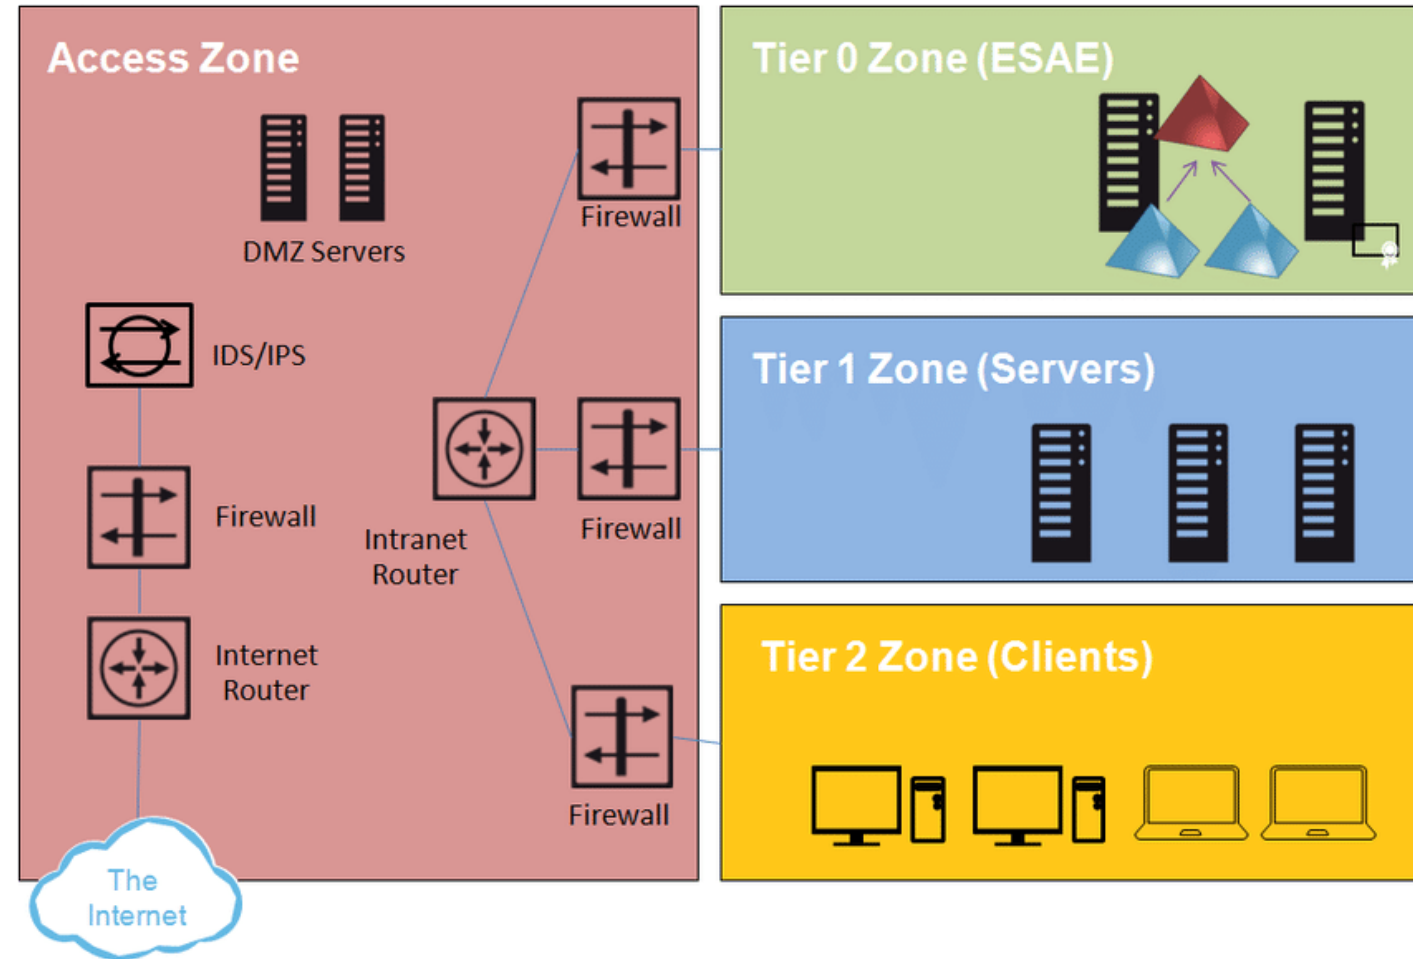 Access Zone
DMZ Servers
IDS/IPS
Firewall
Internet
Router
The
Internet
Firewall
Intranet
Router
Firewall
Firewall
Tier 0 Zone (ESAE)
Tier 1 Zone (Servers)
Tier 2 Zone (Clients)